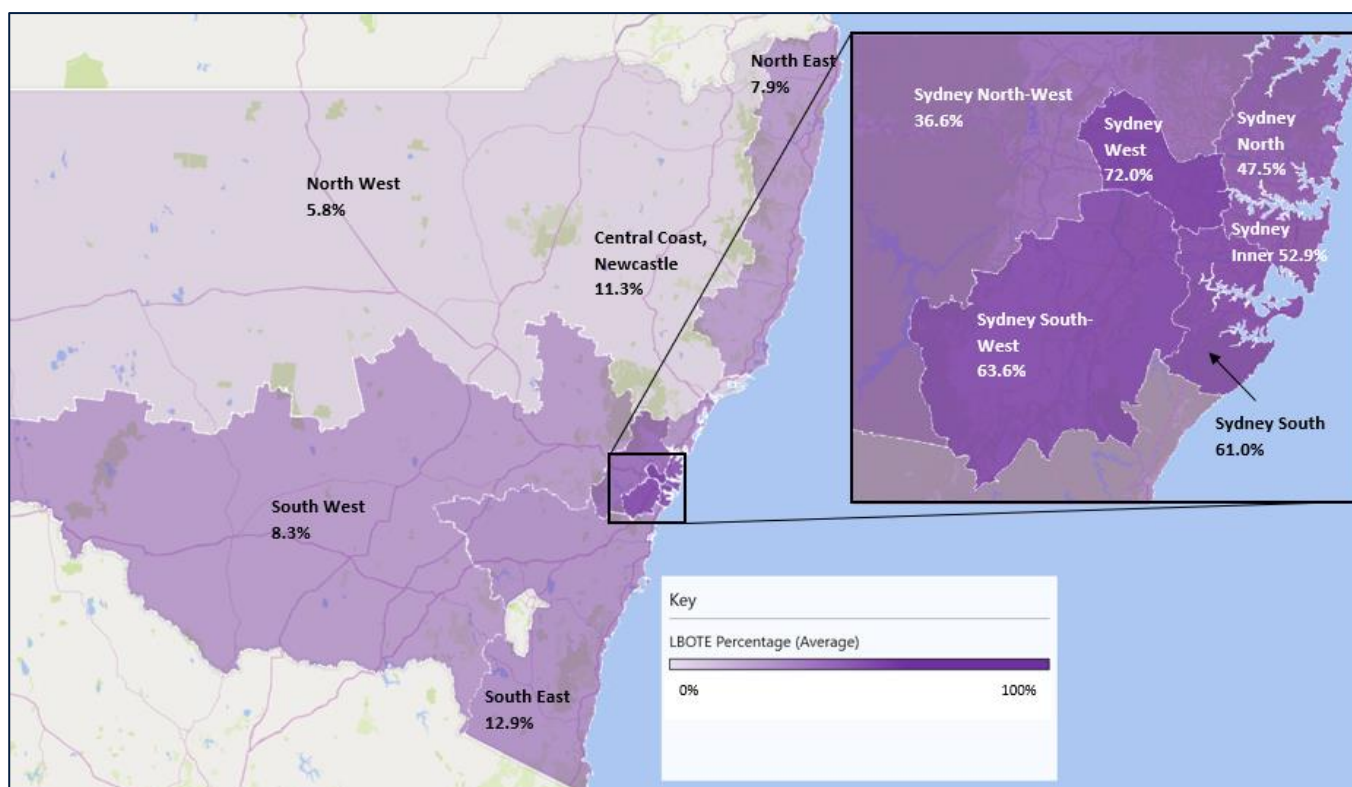 North East
7.9%
North West
5.8%
Central Coast,
Newcastle
11.3%
South West
8.3%
South East
12.9%
Sydney North-West
36.6%
Sydney
West
72.0%
Sydney
North
47.5%
Sydney
Inner 52.9%
Sydney South-
West
63.6%
Sydney South
61.0%
Key
LBOTE Percentage (Average)
0%
100%